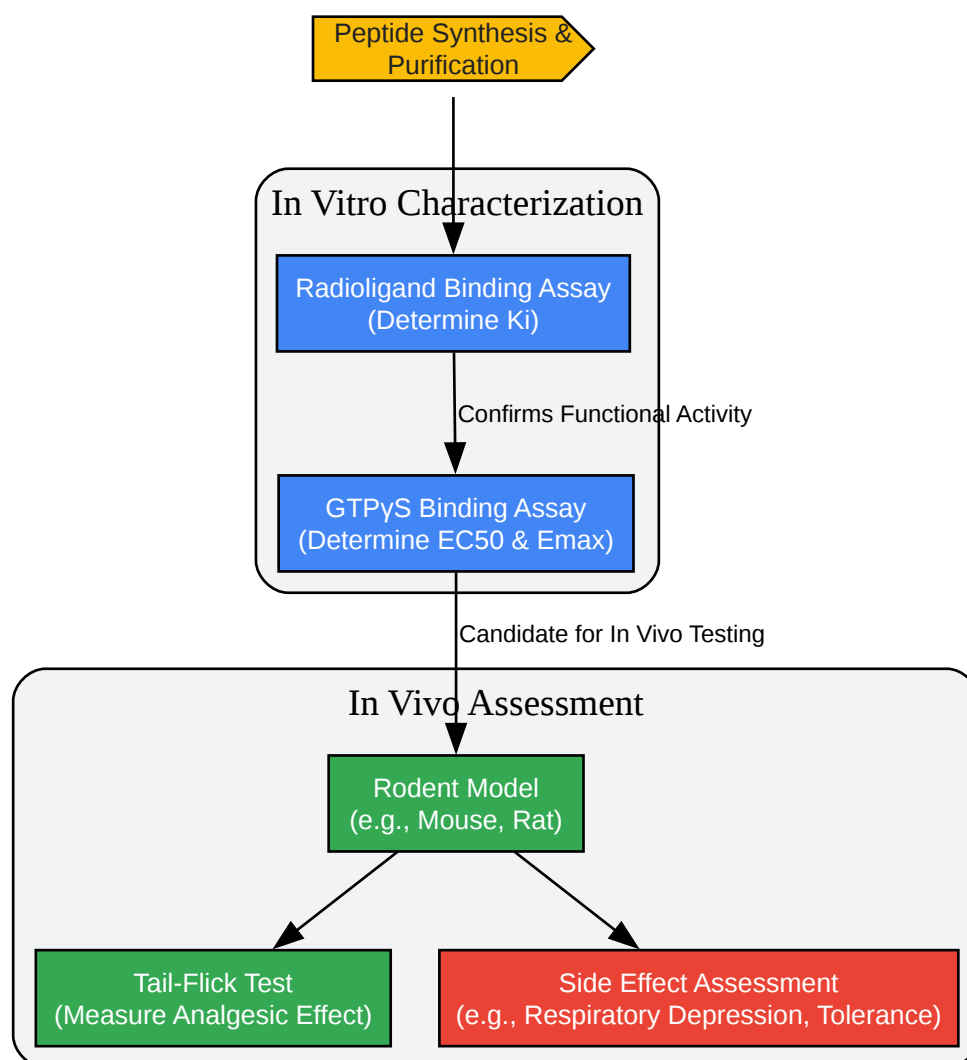 Peptide Synthesis &
Purification
In Vitro Characterization
Radioligand Binding Assay
(Determine Ki)
Confirms Functional Activity
GTPγS Binding Assay
(Determine EC50 & Emax)
Candidate for In Vivo Testing
In Vivo Assessment
Rodent Model
(e.g., Mouse, Rat)
Tail-Flick Test
(Measure Analgesic Effect)
Side Effect Assessment
(e.g., Respiratory Depression, Tolerance)